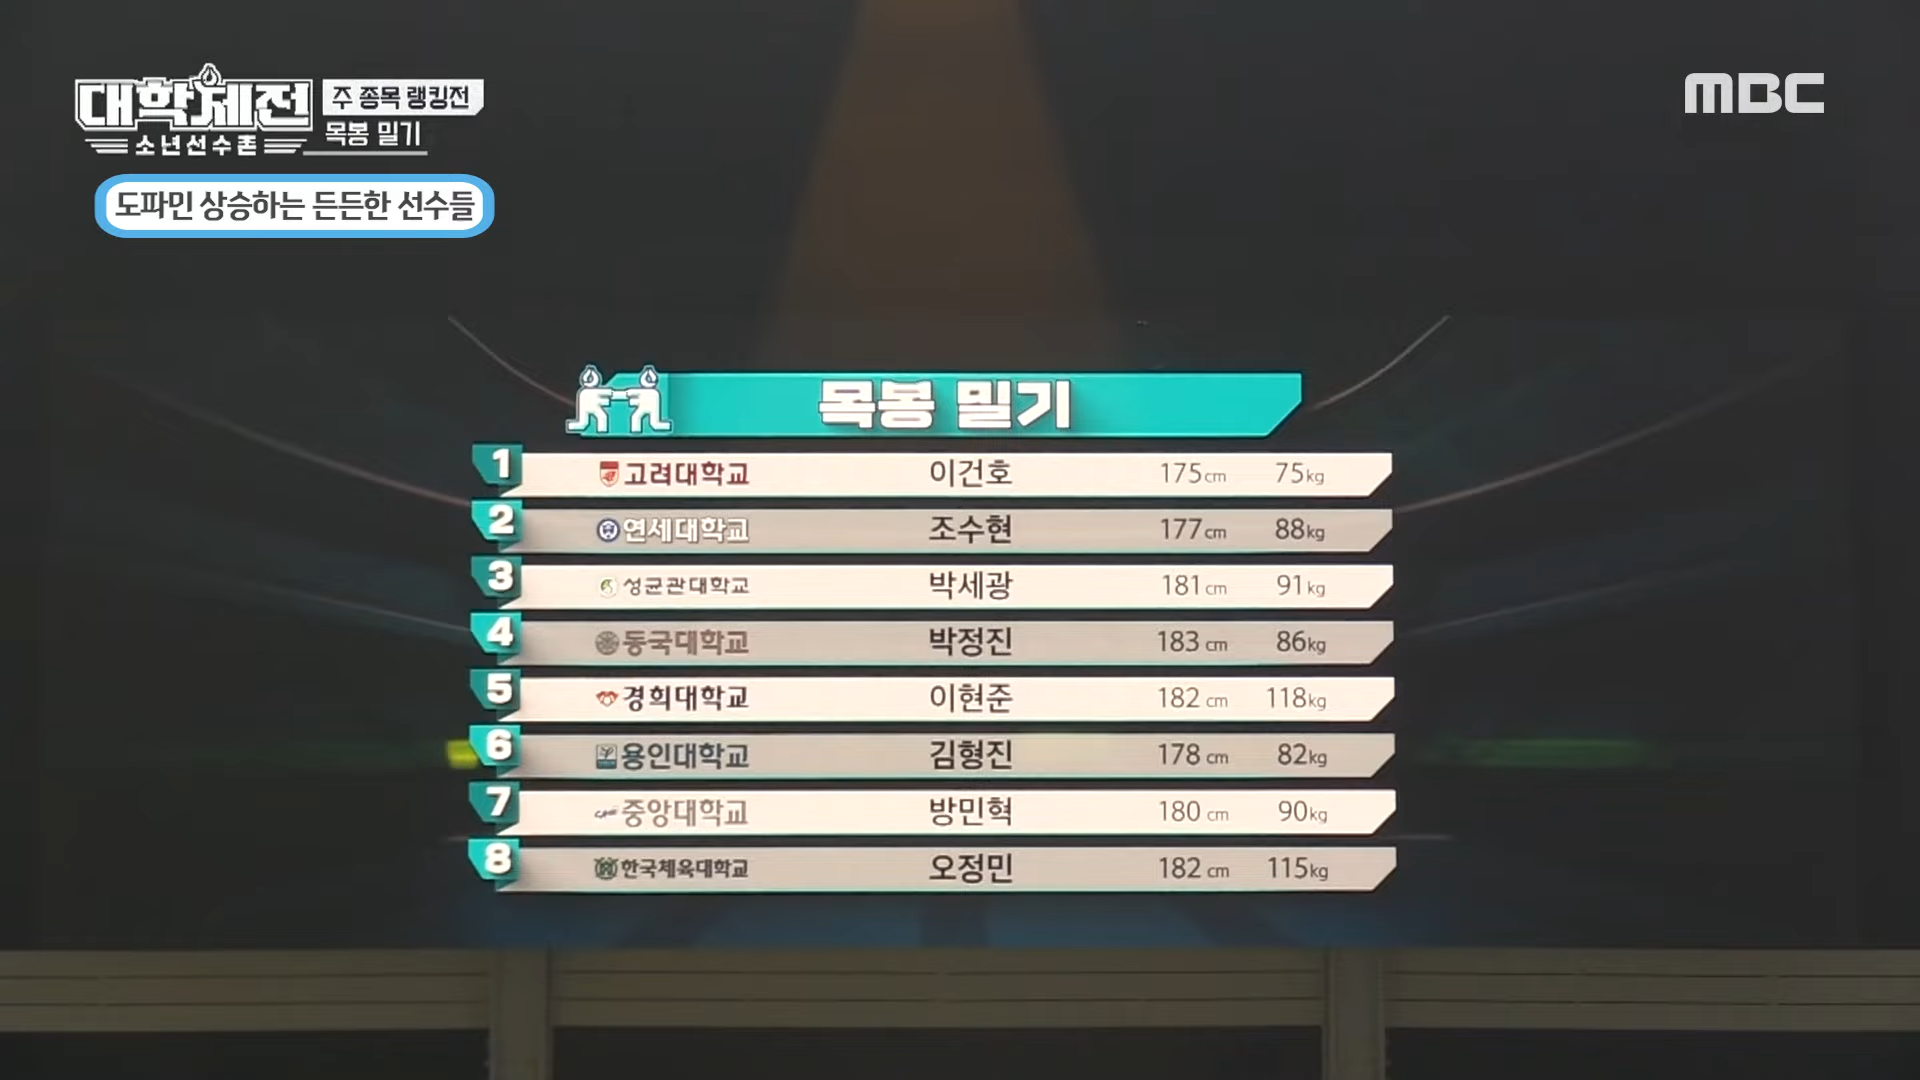 대학체전
소년선수촌
주 종목 랭킹전
목봉 밀기
MBC
도파민 상승하는 든든한 선수들
목봉 밀기
1 고려대학교 이건호 175cm 75kg
2 연세대학교 조수현 177cm 88kg
3 성균관대학교 박세광 181cm 91kg
4 동국대학교 박정진 183cm 86kg
5 경희대학교 이현준 182cm 118kg
6 용인대학교 김형진 178cm 82kg
7 중앙대학교 방민혁 180cm 90kg
8 한국체육대학교 오정민 182cm 115kg